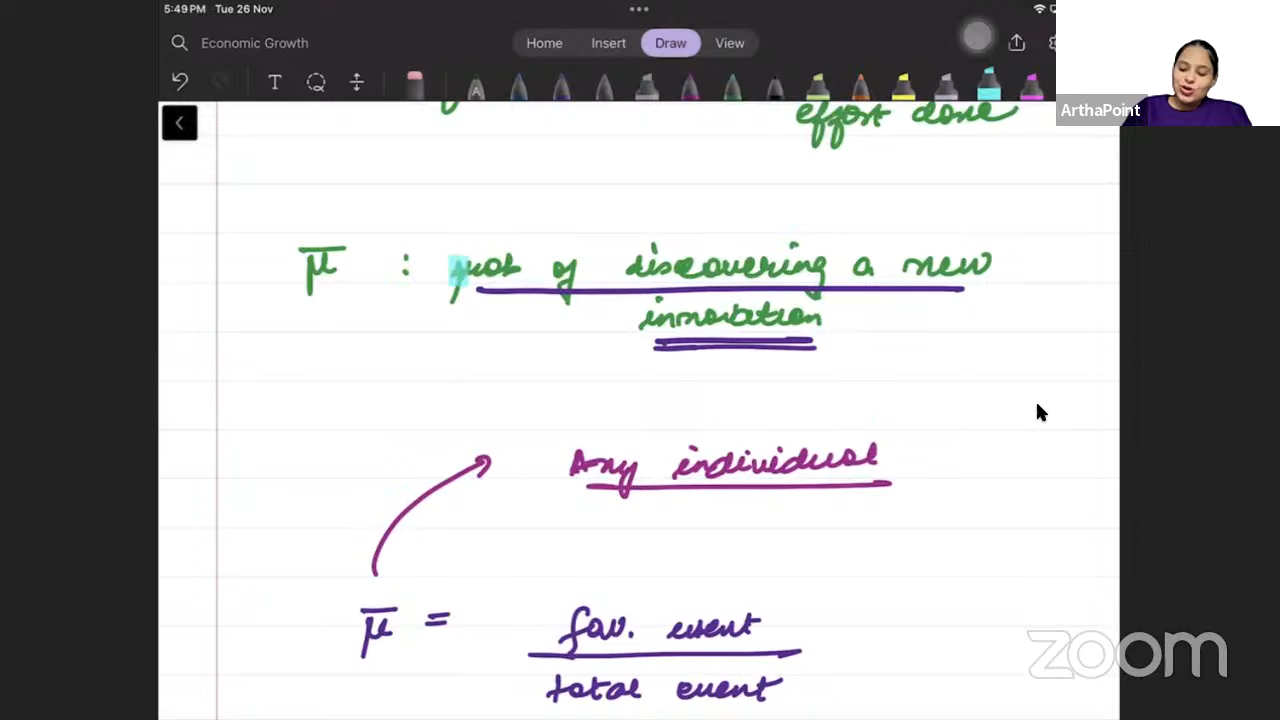 5:49 PM Tue 26 Nov
Economic Growth
Home Insert Draw View
ArthaPoint
effort done
μ̅ : prob of discovering a new
innovation
Any individual
μ̅ = fav. event
total event
zoom